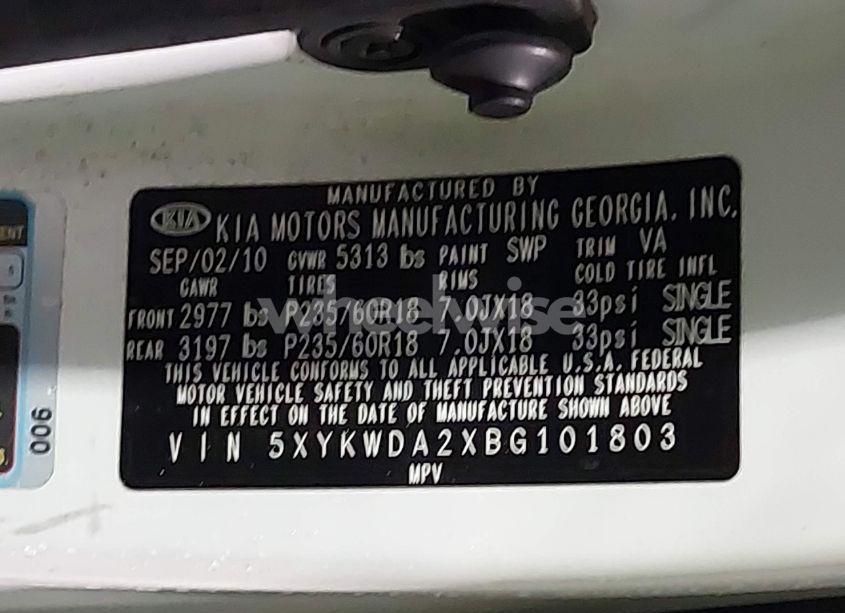 MANUFACTURED BY
KIA KIA MOTORS MANUFACTURING GEORGIA, INC.
SEP/02/10 GVWR 5313 lbs PAINT SWP TRIM VA
GAWR TIRES RIMS COLD TIRE INFL
FRONT 2977 lbs P235/60R18 7.0JX18 33psi SINGLE
REAR 3197 lbs P235/60R18 7.0JX18 33psi SINGLE
THIS VEHICLE CONFORMS TO ALL APPLICABLE U.S.A. FEDERAL
MOTOR VEHICLE SAFETY AND THEFT PREVENTION STANDARDS
IN EFFECT ON THE DATE OF MANUFACTURE SHOWN ABOVE
VIN 5XYKWDA2XBG101803
MPV
006
wheelwise